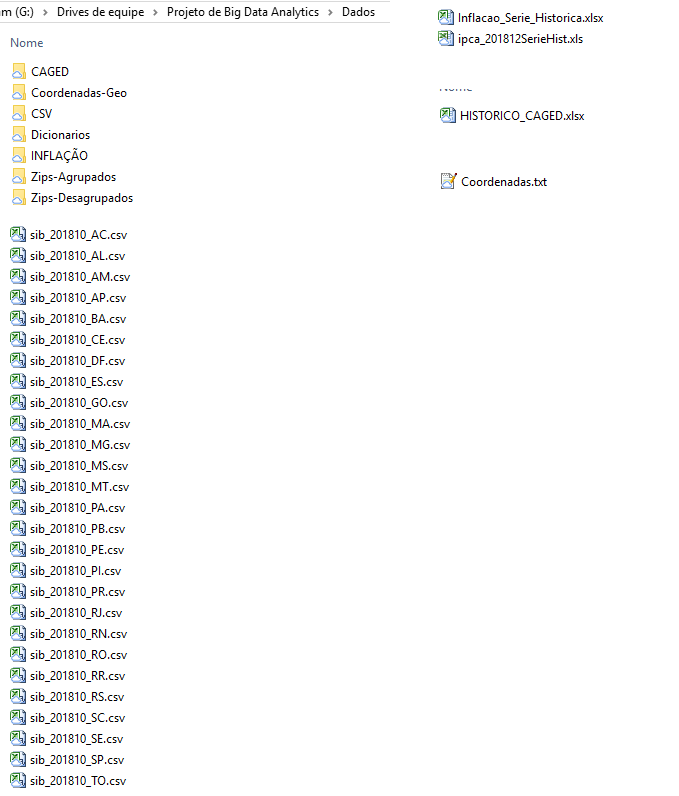 am (G:) > Drives de equipe > Projeto de Big Data Analytics > Dados
Nome
CAGED
Coordenadas-Geo
CSV
Dicionarios
INFLAÇÃO
Zips-Agrupados
Zips-Desagrupados
sib_201810_AC.csv
sib_201810_AL.csv
sib_201810_AM.csv
sib_201810_AP.csv
sib_201810_BA.csv
sib_201810_CE.csv
sib_201810_DF.csv
sib_201810_ES.csv
sib_201810_GO.csv
sib_201810_MA.csv
sib_201810_MG.csv
sib_201810_MS.csv
sib_201810_MT.csv
sib_201810_PA.csv
sib_201810_PB.csv
sib_201810_PE.csv
sib_201810_PI.csv
sib_201810_PR.csv
sib_201810_RJ.csv
sib_201810_RN.csv
sib_201810_RO.csv
sib_201810_RR.csv
sib_201810_RS.csv
sib_201810_SC.csv
sib_201810_SE.csv
sib_201810_SP.csv
sib_201810_TO.csv
Inflacao_Serie_Historica.xlsx
ipca_201812SerieHist.xls
HISTORICO_CAGED.xlsx
Coordenadas.txt